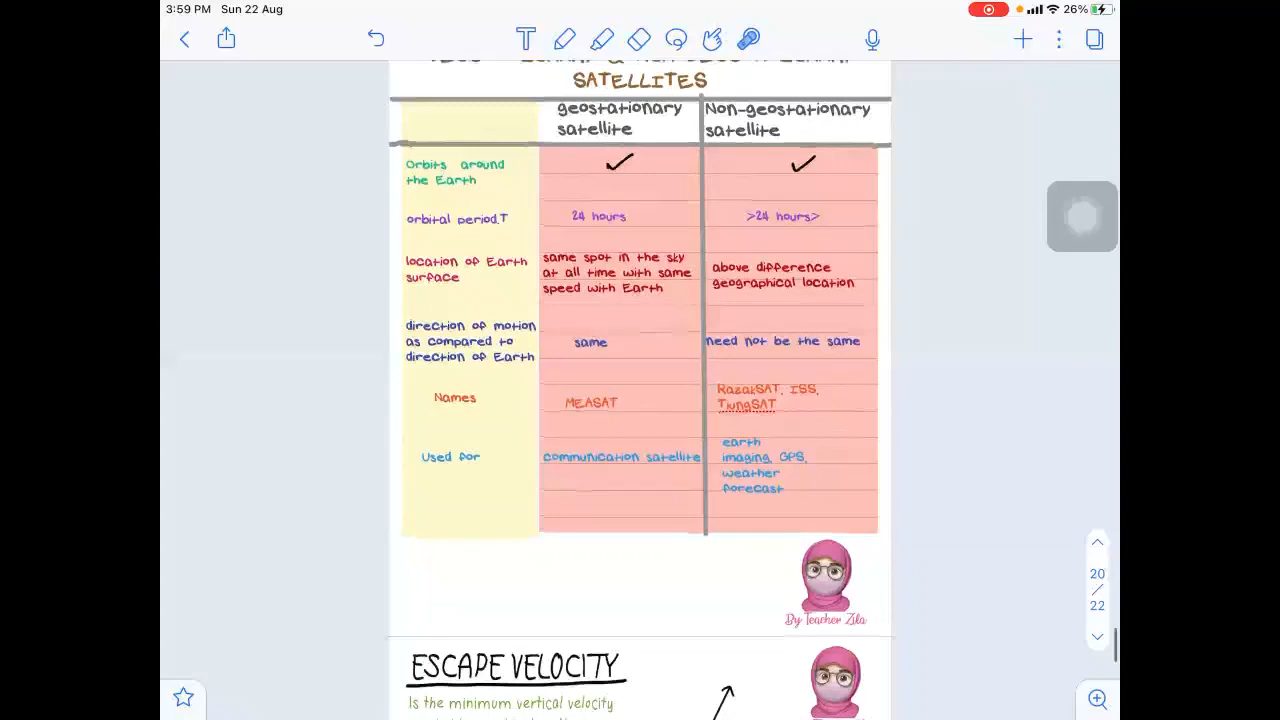 3:59 PM Sun 22 Aug
26%
SATELLITES
geostationary
satellite
Non-geostationary
satellite
Orbits around
the Earth
orbital period,T
24 hours
>24 hours>
location of Earth
surface
same spot in the sky
at all time with same
speed with Earth
above difference
geographical location
direction of motion
as compared to
direction of Earth
same
need not be the same
Names
MEASAT
RazakSAT, ISS,
TiungSAT
Used for
communication satellite
earth
imaging, GPS,
weather
forecast
By Teacher Zila
20
/
22
ESCAPE VELOCITY
Is the minimum vertical velocity